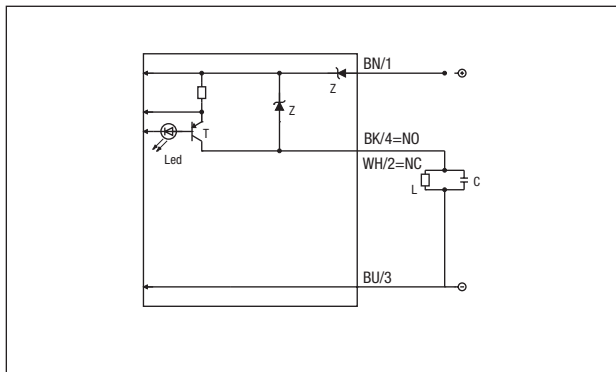 BN/1
Z
Z
T
Led
BK/4=NO
WH/2=NC
L
C
BU/3